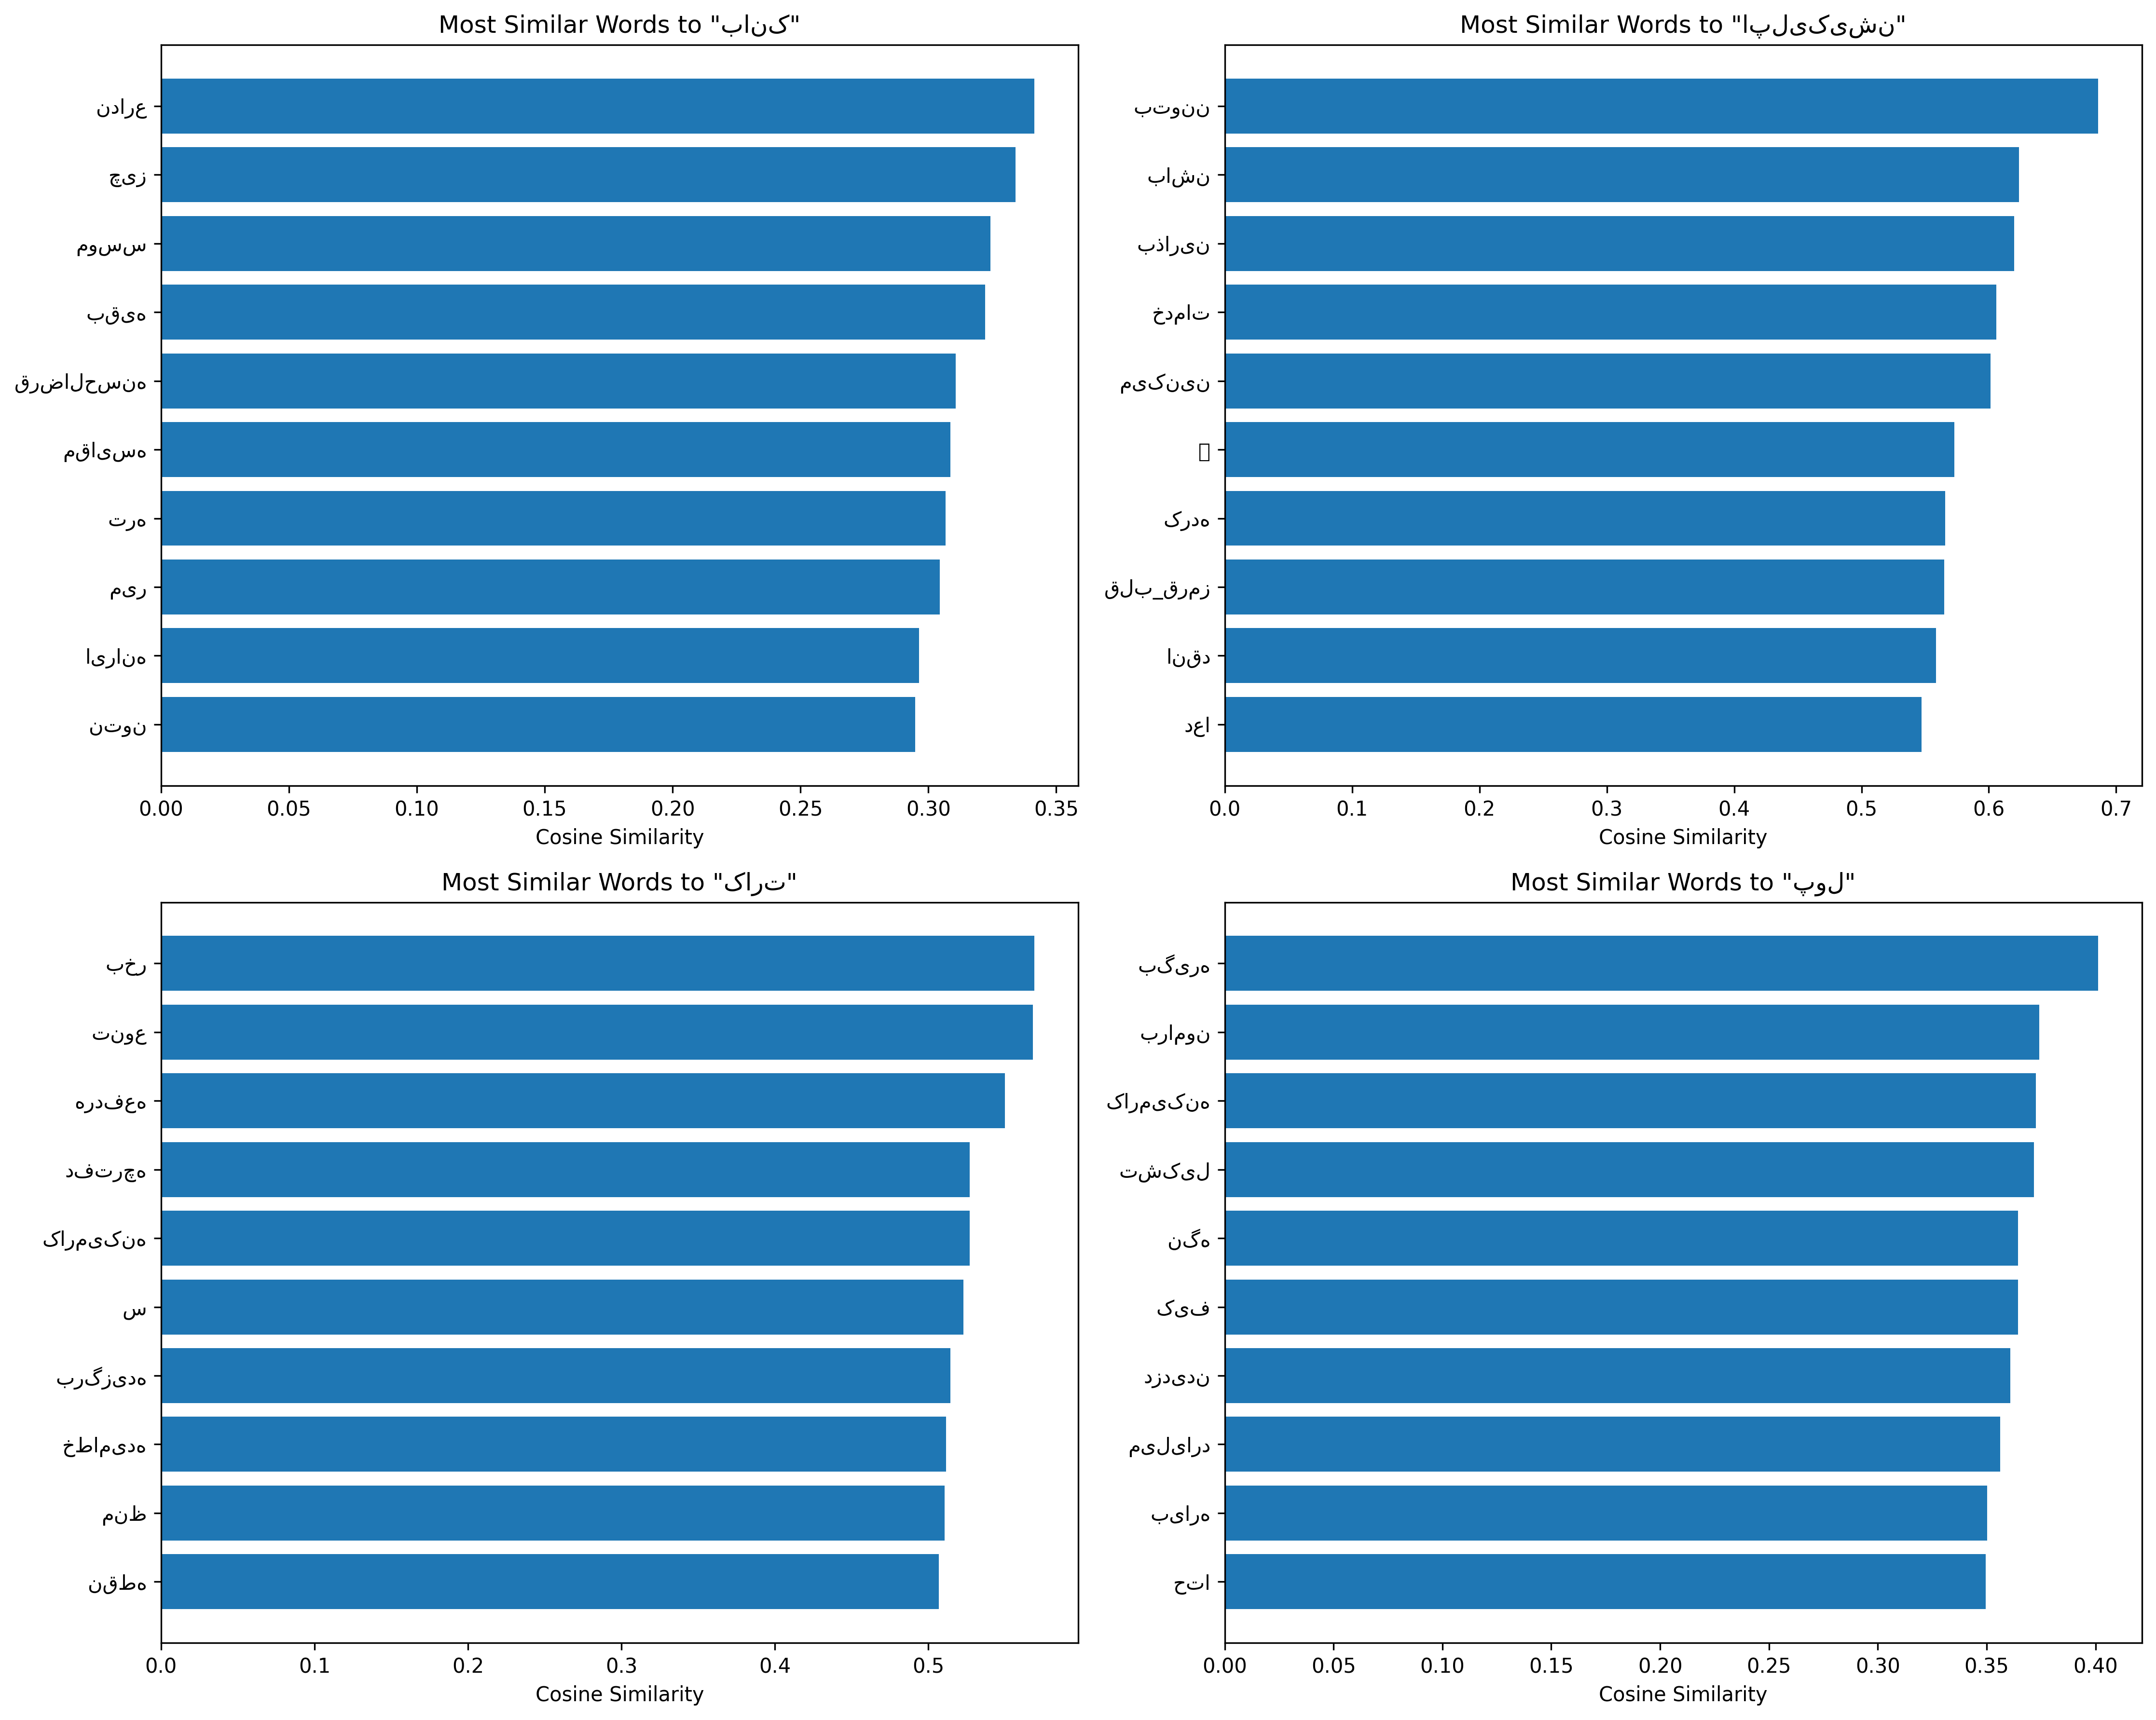 Most Similar Words to "بانک"
ندارع
چیز
موسس
بقیه
قرضالحسنه
مقایسه
تره
میر
ایرانه
نتون
0.00 0.05 0.10 0.15 0.20 0.25 0.30 0.35
Cosine Similarity
Most Similar Words to "اپلیکیشن"
بتونن
باشن
بذارین
خدمات
میکنین
کرده
قلب_قرمز
انقد
دعا
0.0 0.1 0.2 0.3 0.4 0.5 0.6 0.7
Cosine Similarity
Most Similar Words to "کارت"
بخر
تنوع
هردفعه
دفترچه
کارمیکنه
س
برگزیده
خطامیده
منظ
نقطه
0.0 0.1 0.2 0.3 0.4 0.5
Cosine Similarity
Most Similar Words to "پول"
بگیره
برامون
کارمیکنه
تشکیل
نگه
کیف
دزدیدن
میلیارد
بیاره
حتا
0.00 0.05 0.10 0.15 0.20 0.25 0.30 0.35 0.40
Cosine Similarity